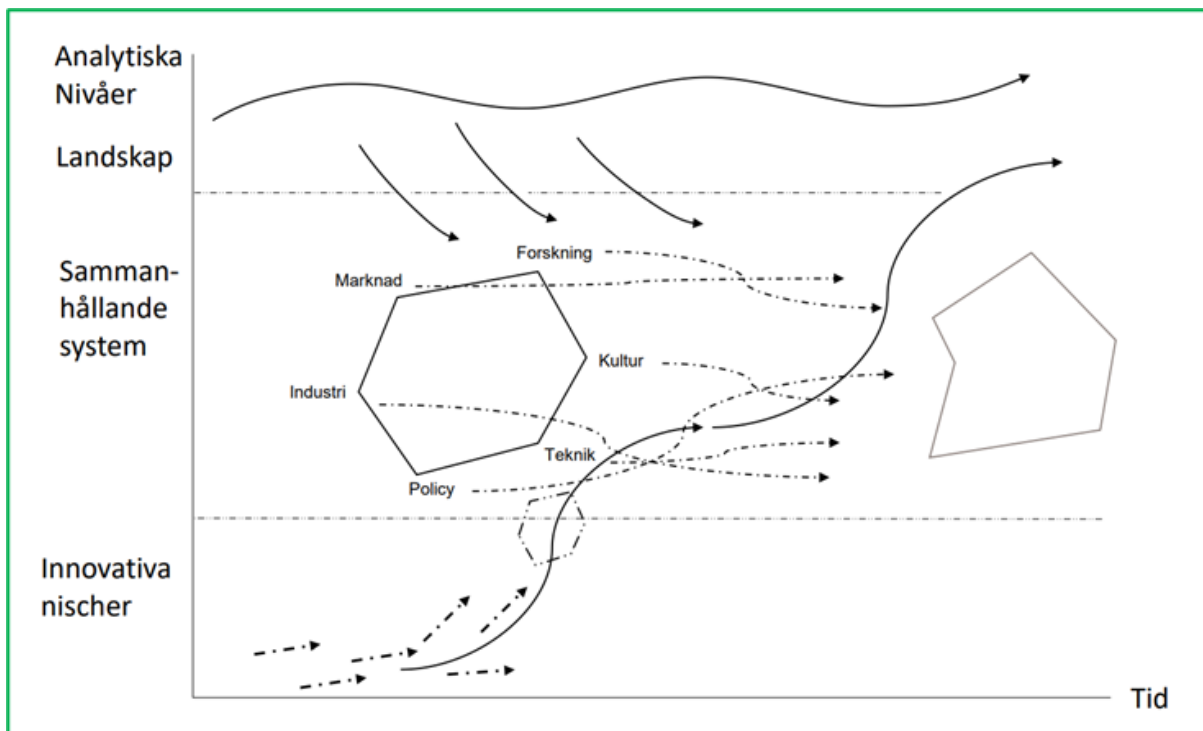 Analytiska
Nivåer
Landskap
Samman-
hållande
system
Forskning
Marknad
Kultur
Industri
Teknik
Policy
Innovativa
nischer
Tid